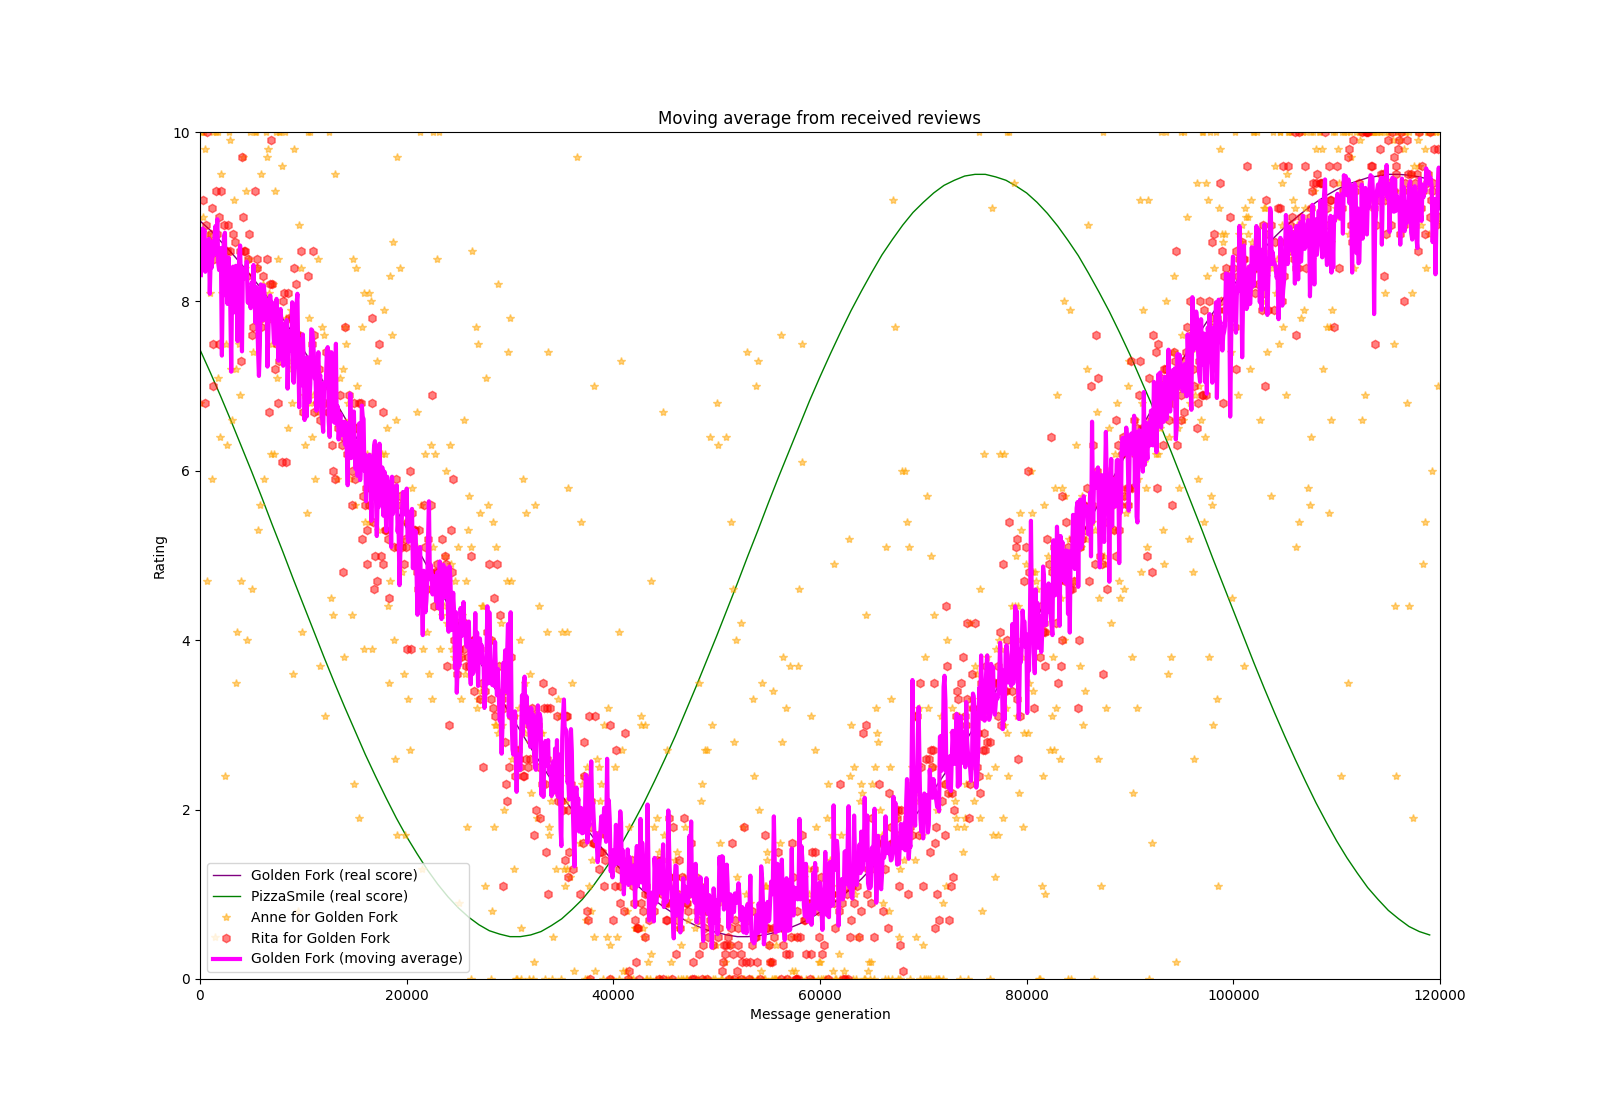 Moving average from received reviews
10
8
6
4
2
0
Rating
Golden Fork (real score)
PizzaSmile (real score)
Anne for Golden Fork
Rita for Golden Fork
Golden Fork (moving average)
0 20000 40000 60000 80000 100000 120000
Message generation